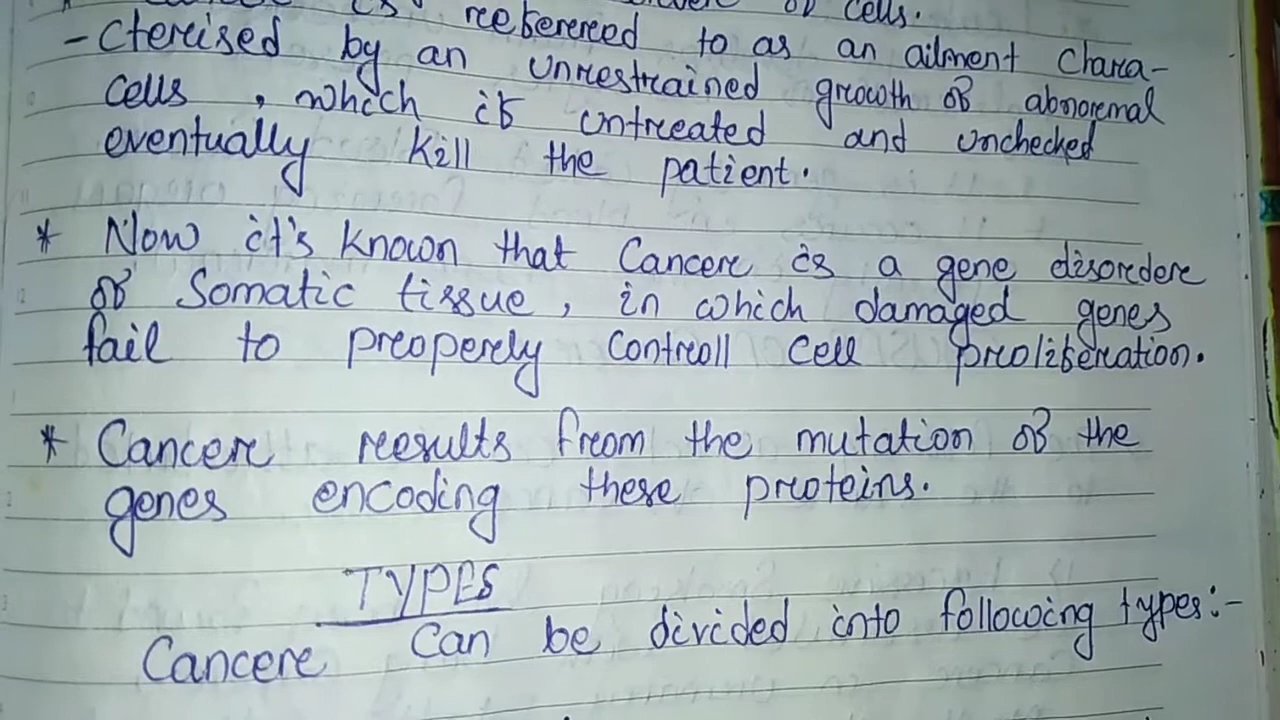 is referred to as an ailment chara-
-cterised by an unrestrained growth of abnormal
cells, which if untreated and unchecked
eventually kill the patient.
* Now it's known that Cancer is a gene disorder
of Somatic tissue, in which damaged genes
fail to properly controll cell proliferation.
* Cancer results from the mutation of the
genes encoding these proteins.
TYPES
Cancer can be divided into following types:-